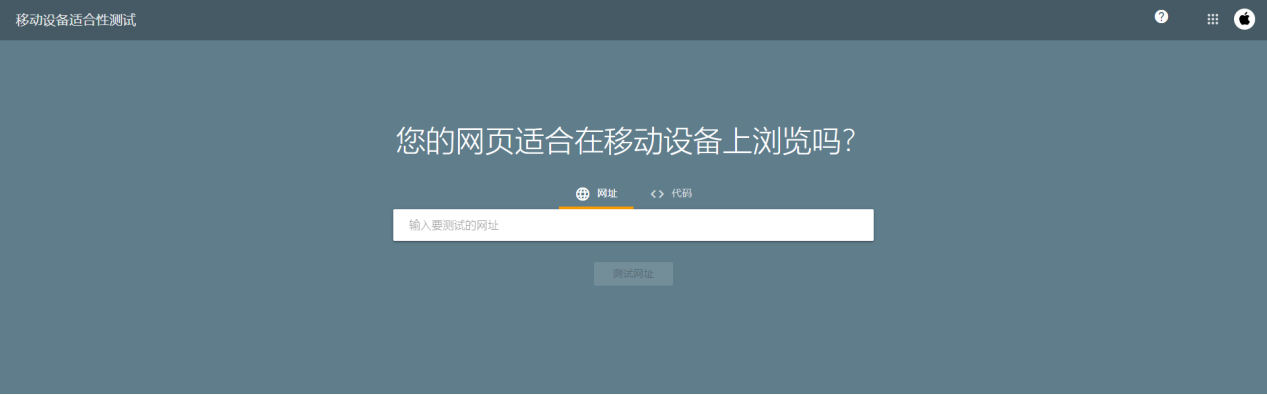 移动设备适合性测试
您的网页适合在移动设备上浏览吗?
网址 代码
输入要测试的网址
测试网址